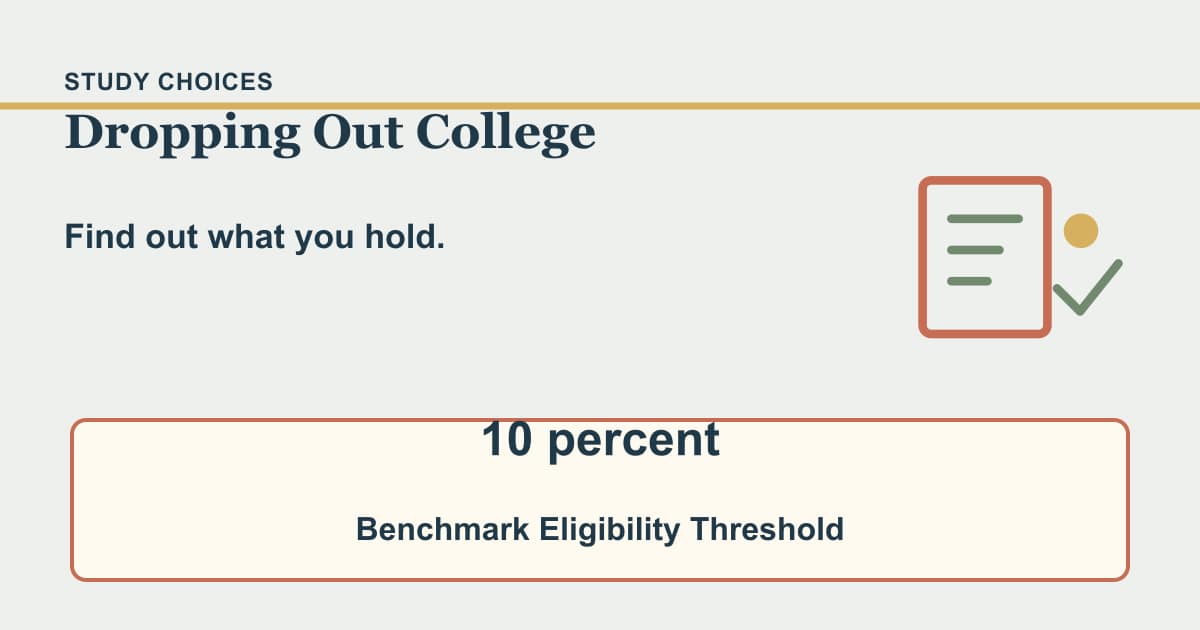 STUDY CHOICES
Dropping Out College
Find out what you hold.
10 percent
Benchmark Eligibility Threshold